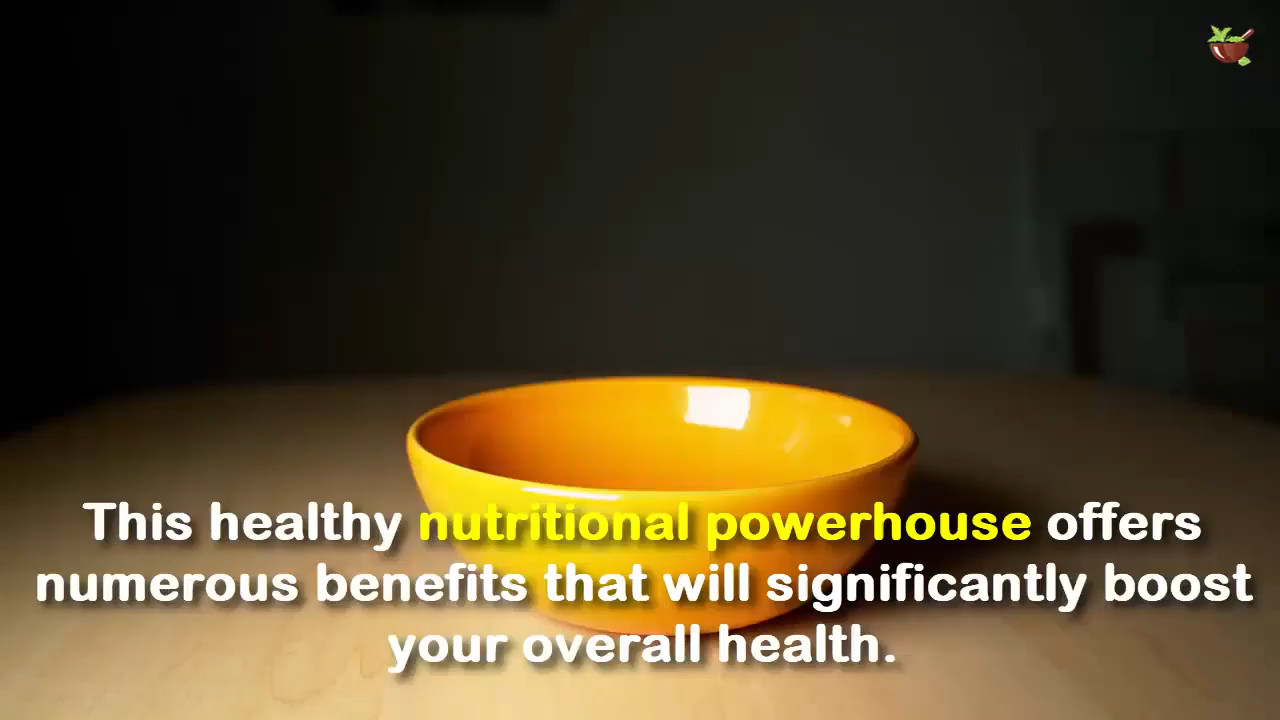 This healthy nutritional powerhouse offers
numerous benefits that will significantly boost
your overall health.